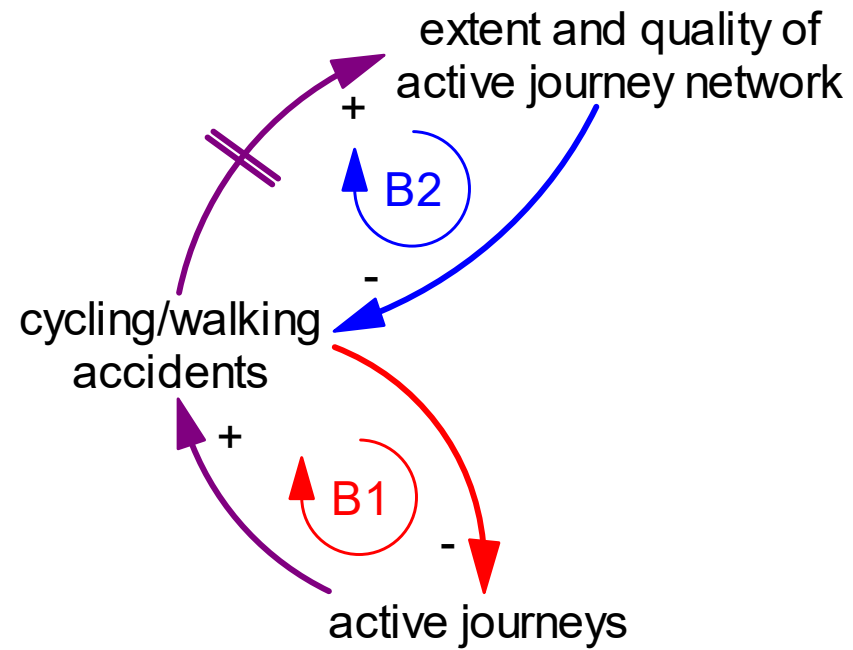 extent and quality of
active journey network
+
B2
-
cycling/walking
accidents
+
B1
-
active journeys